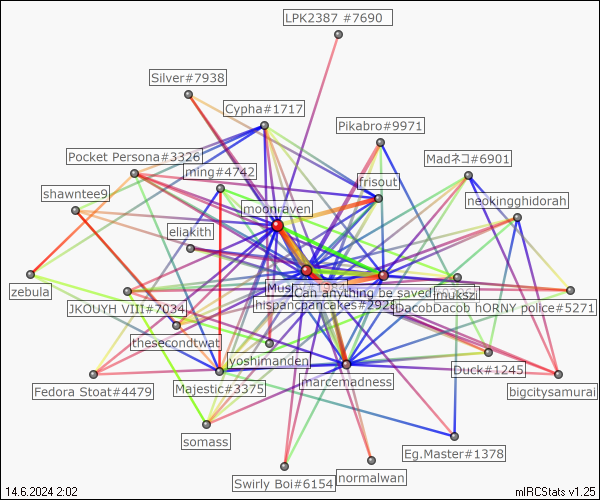 LPK2387 #7690
Silver#7938
Cypha#1717
Pikabro#9971
Pocket Persona#3326
Madネコ#6901
ming#4742
frisout
shawntee9
neokingghidorah
moonraven
eliakith
zebula
Can anything be saved
mukszi
JKOUYH VIII#7034
hispancpancakes#2928
DacobDacob hORNY police#5271
thesecondtwat
yoshimanden
Duck#1245
marcemadness
Fedora Stoat#4479
Majestic#3375
bigcitysamurai
somass
Eg.Master#1378
Swirly Boi#6154
normalwan
14.6.2024 2:02
mIRCStats v1.25